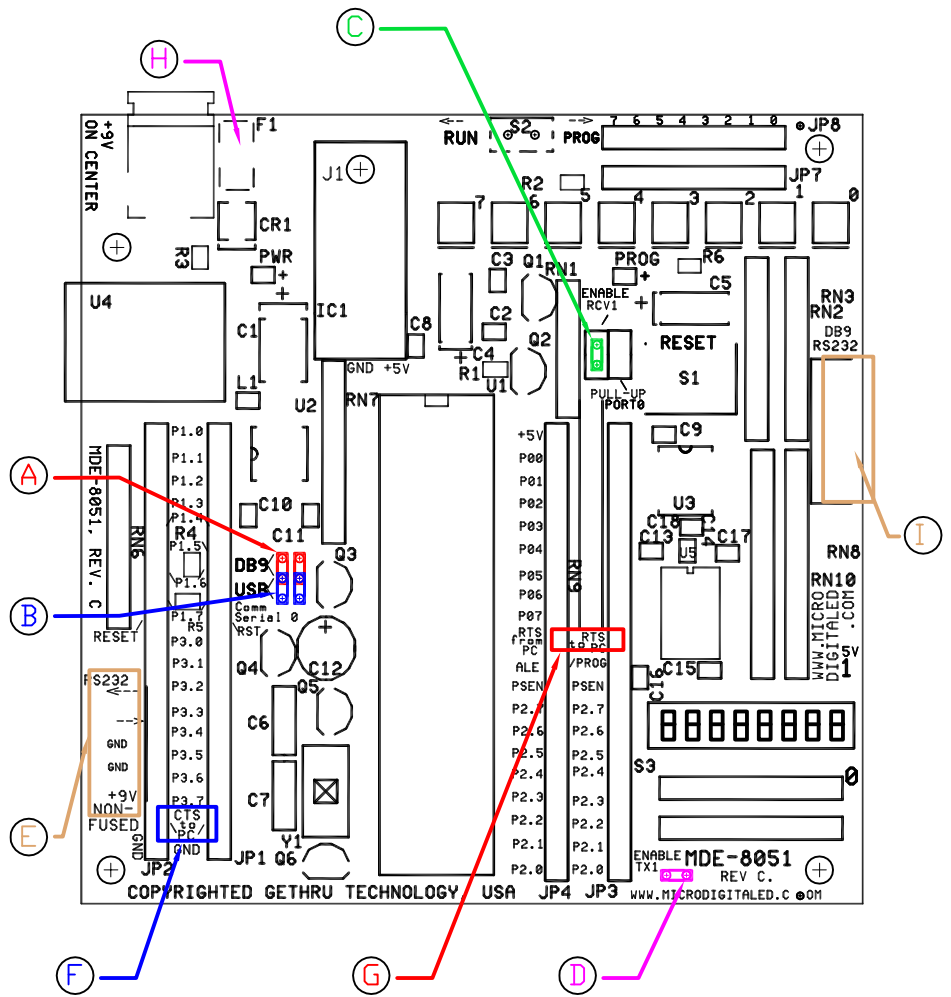 C
H
+9V
ON CENTER
F1
RUN
S2
PROG
7 6 5 4 3 2 1 0
JP8
J1
JP7
R2
7 6 5 4 3 2 1 0
CR1
R3
PWR
C3
Q1
RN1
PROG
R6
U4
IC1
C1
C8
C2
ENABLE
RCV1
C5
RN3
RN2
Q2
DB9
RS232
RESET
GND +5V
C4
R1
U1
S1
L1
U2
RN7
PULL-UP
PORT0
MDE-8051, REV. C
P1.0
P1.1
P1.2
P1.3
P1.4
R4
P1.5
P1.6
P1.7
R5
P3.0
P3.1
P3.2
P3.3
P3.4
P3.5
P3.6
P3.7
CTS
to
PC
GND
+5V
P00
P01
P02
P03
P04
P05
P06
P07
RTS
from
PC
ALE
PSEN
P2.7
P2.6
P2.5
P2.4
P2.3
P2.2
P2.1
P2.0
C9
A
RN6
C10
C11
DB9
USB
Comm
Serial 0
RST
Q3
RN9
U3
C18
C14
C13
U5
C17
I
RN8
RN10
B
RESET
Q4
C12
Q5
RTS
to PC
/PROG
PSEN
P2.7
P2.6
P2.5
P2.4
P2.3
P2.2
P2.1
P2.0
C15
C16
WWW.MICRO
DIGITALED
.COM
5V
1
RS232
GND
GND
+9V
NON-
FUSED
GND
C6
C7
Y1
Q6
S3
0
E
JP2
JP1
ENABLE
TX1
MDE-8051
REV C.
COPYRIGHTED GETHRU TECHNOLOGY, USA
JP4
JP3
WWW.MICRODIGITALED.C OM
F
G
D